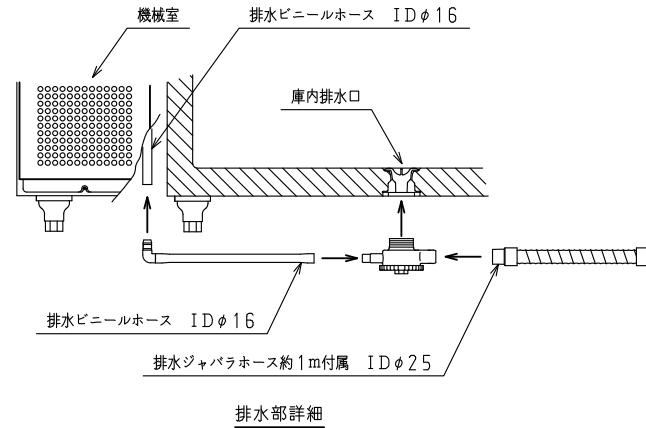 機械室
排水ビニールホース IDφ16
庫内排水口
排水ビニールホース IDφ16
排水ジャバラホース約1m付属 IDφ25
排水部詳細